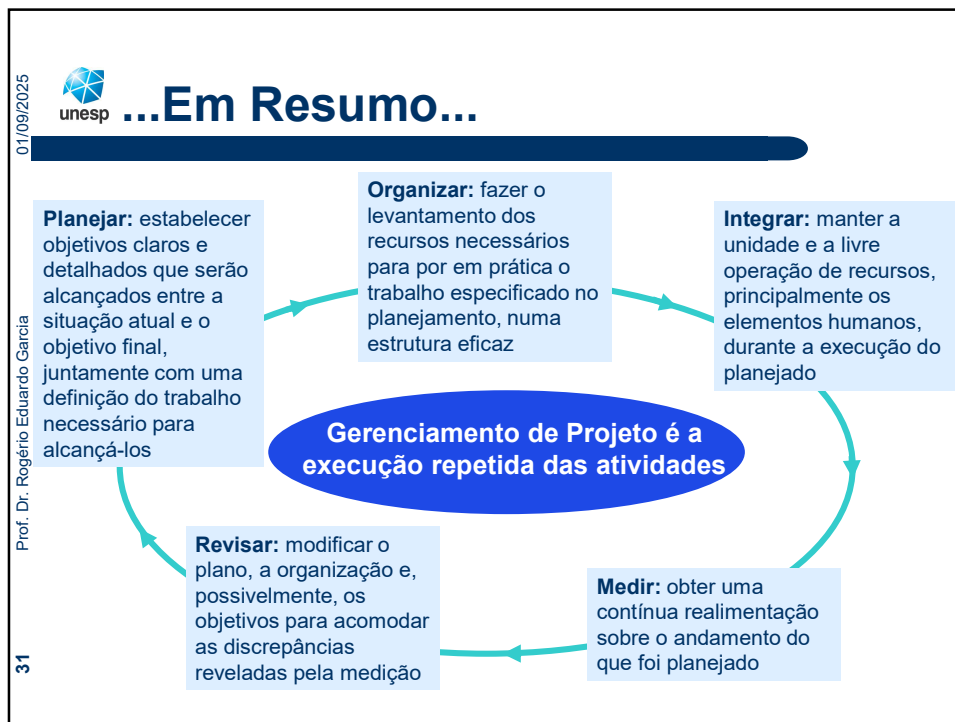 01/09/2025
unesp
...Em Resumo...
Planejar: estabelecer
objetivos claros e
detalhados que serão
alcançados entre a
situação atual e o
objetivo final,
juntamente com uma
definição do trabalho
necessário para
alcançá-los
Organizar: fazer o
levantamento dos
recursos necessários
para por em prática o
trabalho especificado no
planejamento, numa
estrutura eficaz
Integrar: manter a
unidade e a livre
operação de recursos,
principalmente os
elementos humanos,
durante a execução do
planejado
Gerenciamento de Projeto é a
execução repetida das atividades
Revisar: modificar o
plano, a organização e,
possivelmente, os
objetivos para acomodar
as discrepâncias
reveladas pela medição
Medir: obter uma
contínua realimentação
sobre o andamento do
que foi planejado
Prof. Dr. Rogério Eduardo Garcia
31